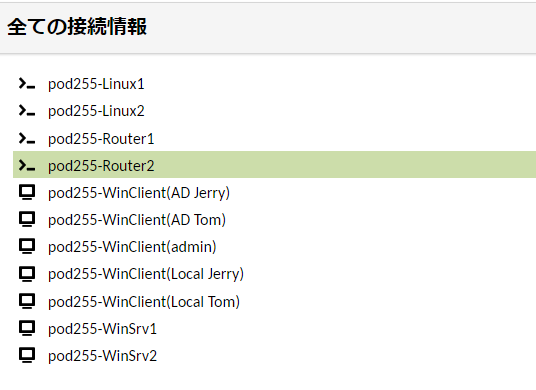 全ての接続情報
pod255-Linux1
pod255-Linux2
pod255-Router1
pod255-Router2
pod255-WinClient(AD Jerry)
pod255-WinClient(AD Tom)
pod255-WinClient(admin)
pod255-WinClient(Local Jerry)
pod255-WinClient(Local Tom)
pod255-WinSrv1
pod255-WinSrv2